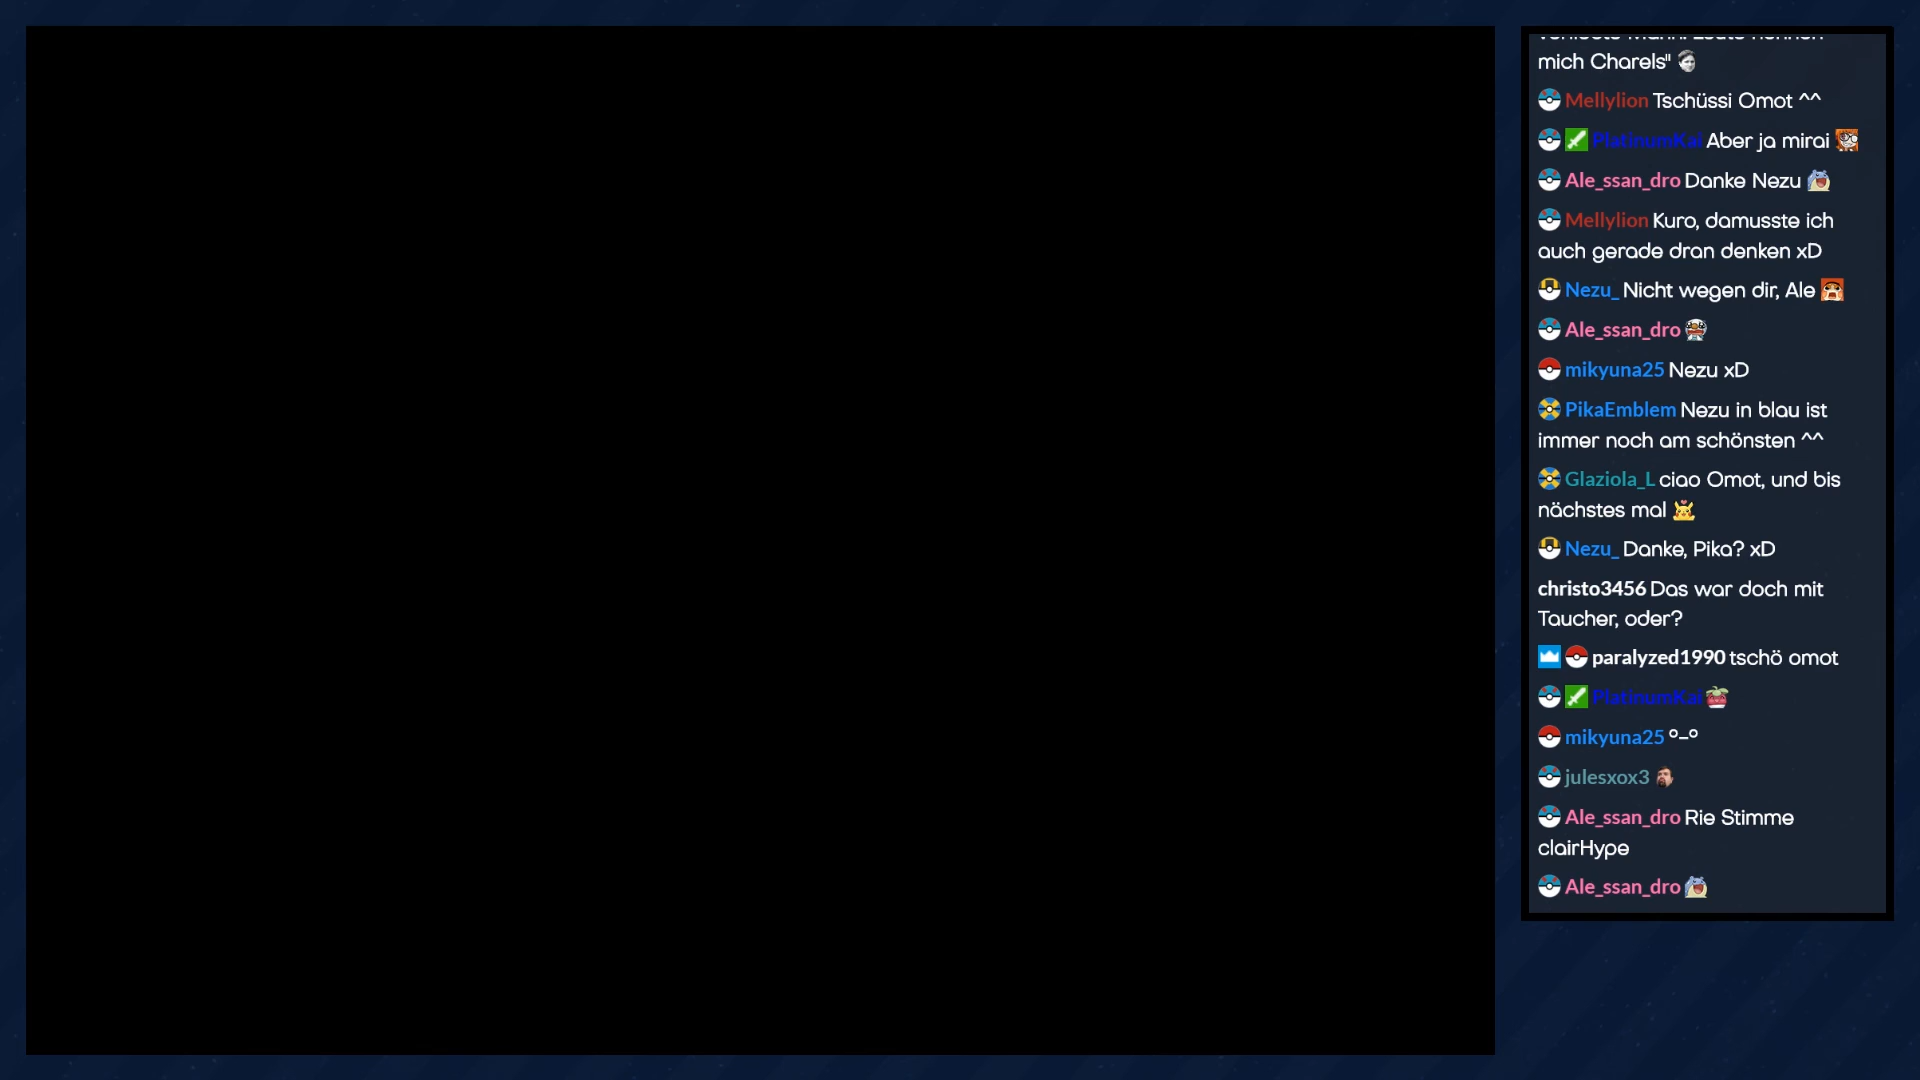 mich Charels"
Mellylion Tschüssi Omot ^^
PlatinumKai Aber ja mirai
Ale_ssan_dro Danke Nezu
Mellylion Kuro, damusste ich
auch gerade dran denken xD
Nezu_ Nicht wegen dir, Ale
Ale_ssan_dro
mikyuna25 Nezu xD
PikaEmblem Nezu in blau ist
immer noch am schönsten ^^
Glaziola_L ciao Omot, und bis
nächstes mal
Nezu_ Danke, Pika? xD
christo3456 Das war doch mit
Taucher, oder?
paralyzed1990 tschö omot
PlatinumKai
mikyuna25 °-°
julesxox3
Ale_ssan_dro Rie Stimme
clairHype
Ale_ssan_dro